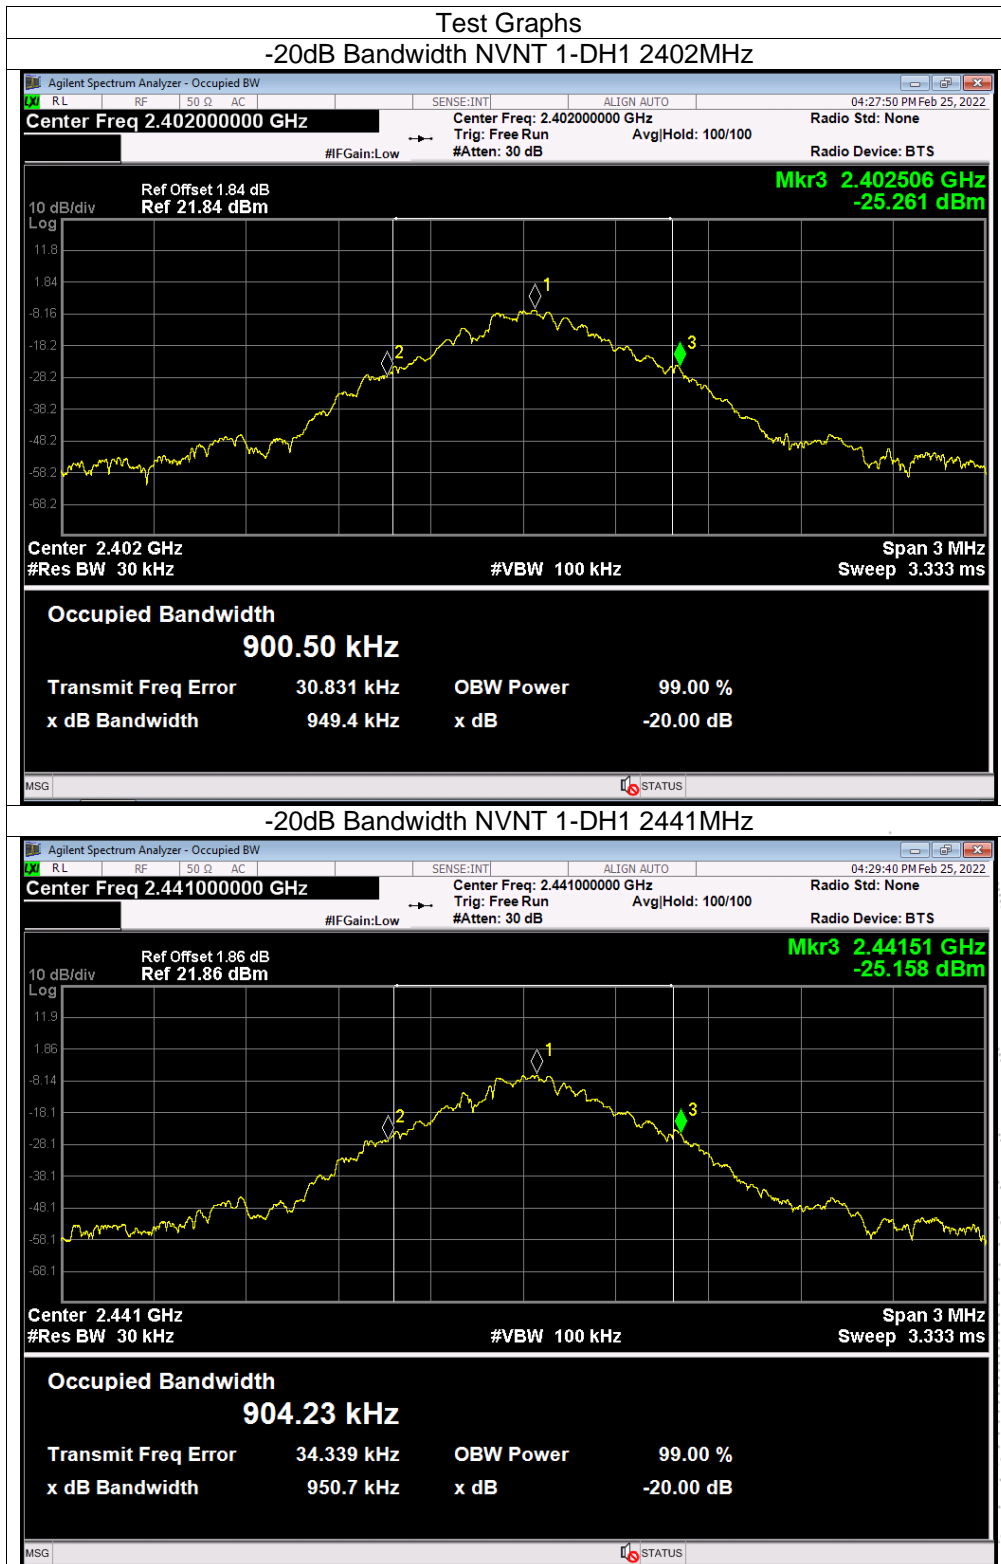 Test Graphs
-20dB Bandwidth NVNT 1-DH1 2402MHz
Agilent Spectrum Analyzer - Occupied BW
LXI RL RF 50 Ω AC SENSE:INT ALIGN AUTO 04:27:50 PM Feb 25, 2022
Center Freq 2.402000000 GHz Center Freq: 2.402000000 GHz Radio Std: None
Trig: Free Run Avg|Hold: 100/100
#IFGain:Low #Atten: 30 dB Radio Device: BTS
Mkr3 2.402506 GHz
-25.261 dBm
Ref Offset 1.84 dB
10 dB/div Ref 21.84 dBm
Log
11.8
1.84
-8.16
-18.2
-28.2
-38.2
-48.2
-58.2
-68.2
1
2
3
Center 2.402 GHz Span 3 MHz
#Res BW 30 kHz #VBW 100 kHz Sweep 3.333 ms
Occupied Bandwidth
900.50 kHz
Transmit Freq Error 30.831 kHz OBW Power 99.00 %
x dB Bandwidth 949.4 kHz x dB -20.00 dB
MSG STATUS
-20dB Bandwidth NVNT 1-DH1 2441MHz
Agilent Spectrum Analyzer - Occupied BW
LXI RL RF 50 Ω AC SENSE:INT ALIGN AUTO 04:29:40 PM Feb 25, 2022
Center Freq 2.441000000 GHz Center Freq: 2.441000000 GHz Radio Std: None
Trig: Free Run Avg|Hold: 100/100
#IFGain:Low #Atten: 30 dB Radio Device: BTS
Mkr3 2.44151 GHz
-25.158 dBm
Ref Offset 1.86 dB
10 dB/div Ref 21.86 dBm
Log
11.9
1.86
-8.14
-18.1
-28.1
-38.1
-48.1
-58.1
-68.1
1
2
3
Center 2.441 GHz Span 3 MHz
#Res BW 30 kHz #VBW 100 kHz Sweep 3.333 ms
Occupied Bandwidth
904.23 kHz
Transmit Freq Error 34.339 kHz OBW Power 99.00 %
x dB Bandwidth 950.7 kHz x dB -20.00 dB
MSG STATUS